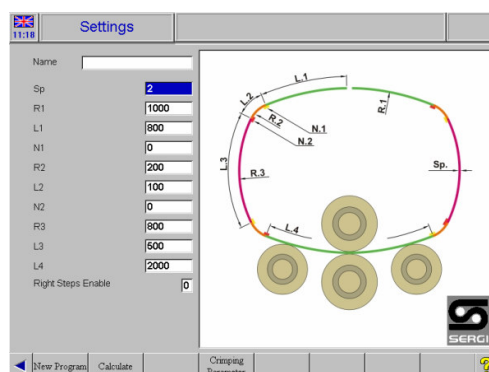 11:18
Settings
Name
Sp 2
R1 1000
L1 800
N1 0
R2 200
L2 100
N2 0
R3 800
L3 500
L4 2000
Right Steps Enable 0
L.1
L.2
R.1
R.2
N.1
N.2
L.3
R.3
Sp.
L.4
SERGI
New Program
Calculate
Crimping
Parameter
?